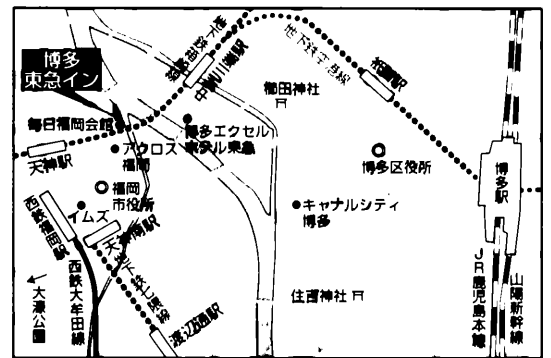 博多
東急イン
毎日福岡会館
天神駅
アクロス
福岡
福岡
市役所
イムズ
西鉄福岡駅
天神南駅
西鉄大牟田線
地下鉄七隈線
渡辺通駅
←
大濠公園
中洲川端駅
博多エクセル
ホテル東急
地下鉄空港線
祇園駅
櫛田神社
博多区役所
キャナルシティ
博多
住吉神社
博多駅
JR鹿児島本線
山陽新幹線